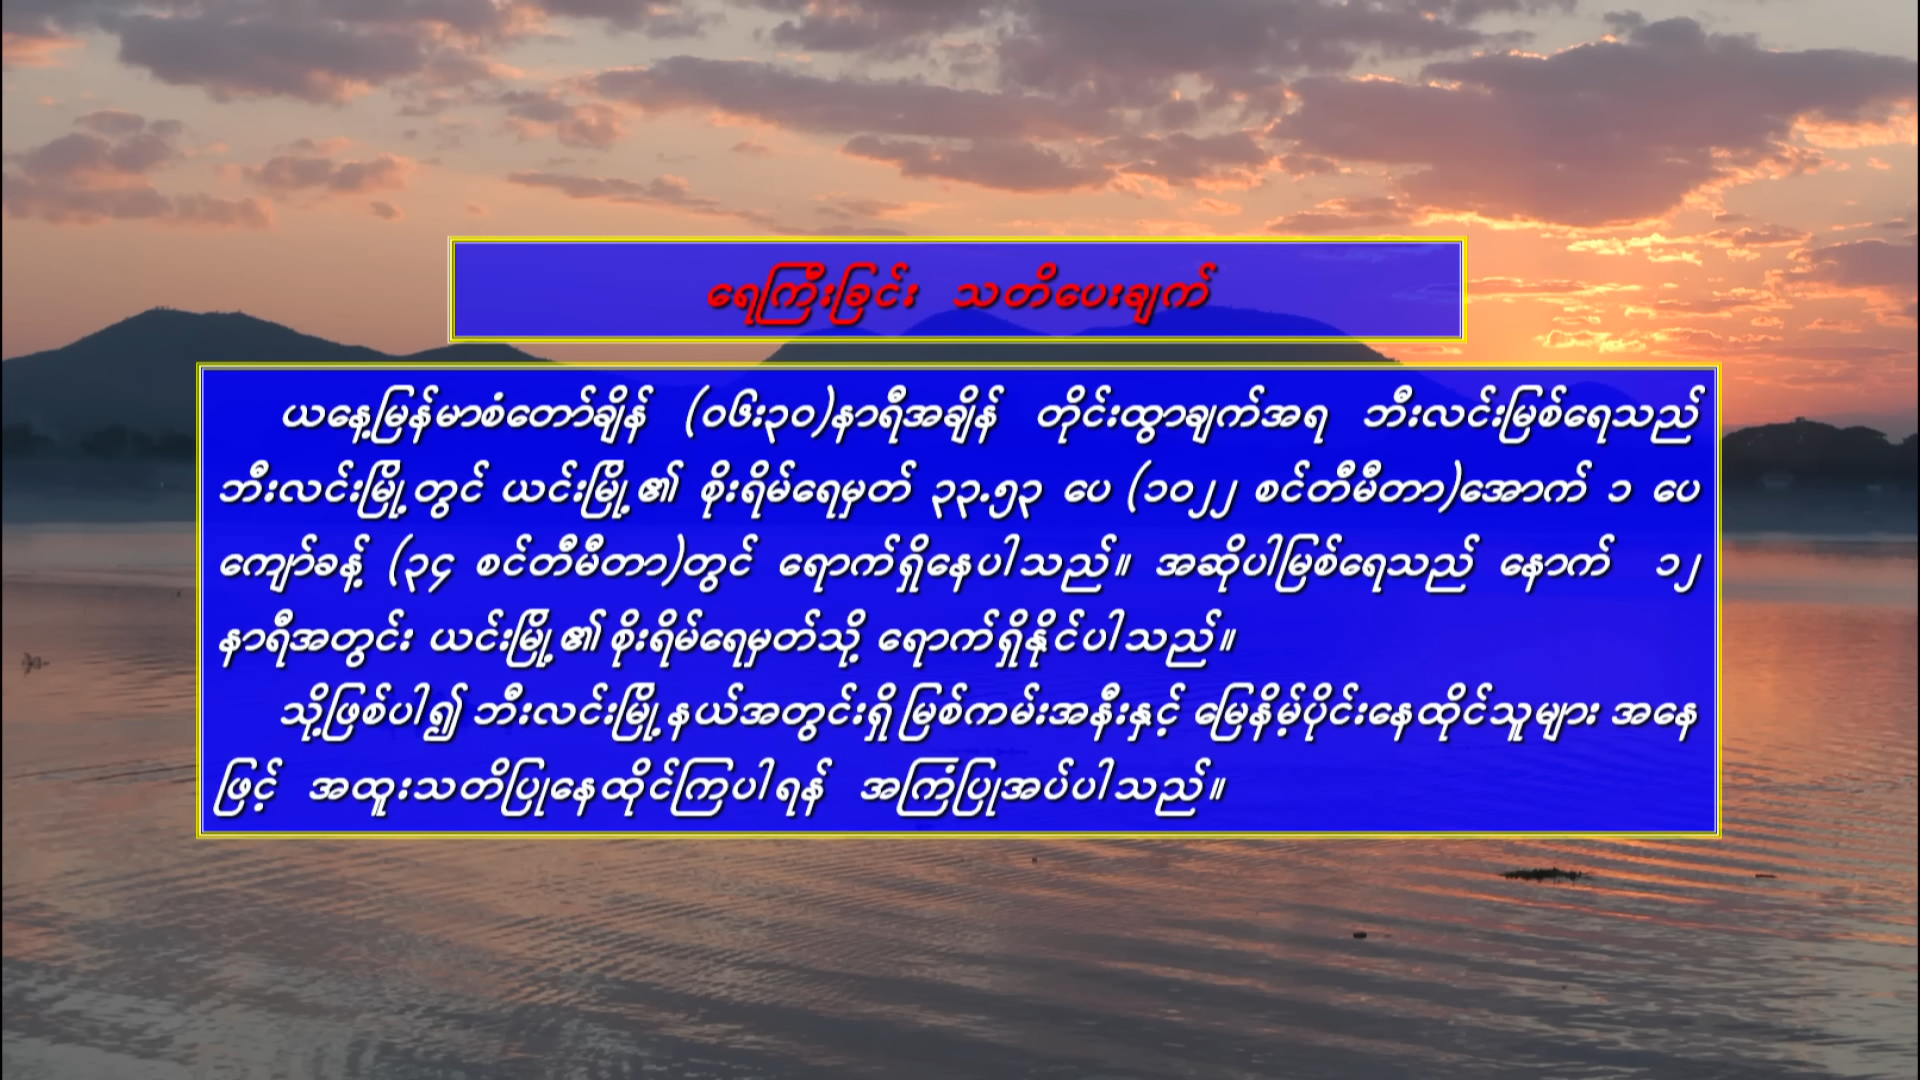 ရေကြီးခြင်း သတိပေးချက်
ယနေ့မြန်မာစံတော်ချိန် (၀၆း၃၀)နာရီအချိန် တိုင်းထွာချက်အရ ဘီးလင်းမြစ်ရေသည်
ဘီးလင်းမြို့တွင် ယင်းမြို့၏ စိုးရိမ်ရေမှတ် ၃၃.၅၃ ပေ (၁၀၂၂ စင်တီမီတာ)အောက် ၁ ပေ
ကျော်ခန့် (၃၄ စင်တီမီတာ)တွင် ရောက်ရှိနေပါသည်။ အဆိုပါမြစ်ရေသည် နောက် ၁၂
နာရီအတွင်း ယင်းမြို့၏ စိုးရိမ်ရေမှတ်သို့ ရောက်ရှိနိုင်ပါသည်။
သို့ဖြစ်ပါ၍ ဘီးလင်းမြို့နယ်အတွင်းရှိ မြစ်ကမ်းအနီးနှင့် မြေနိမ့်ပိုင်းနေထိုင်သူများ အနေ
ဖြင့် အထူးသတိပြုနေထိုင်ကြပါရန် အကြံပြုအပ်ပါသည်။